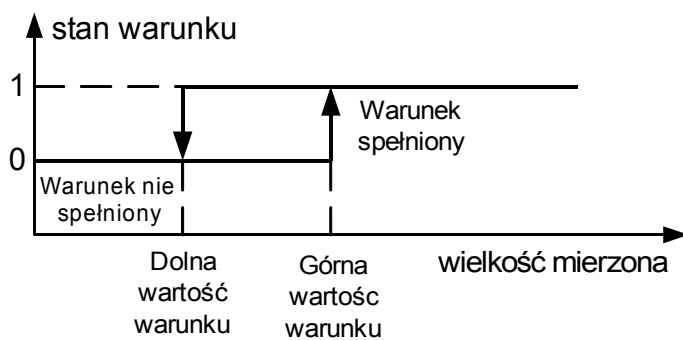 stan warunku
1
Warunek
spełniony
0
Warunek nie
spełniony
Dolna
wartość
warunku
Górna
wartośc
warunku
wielkość mierzona